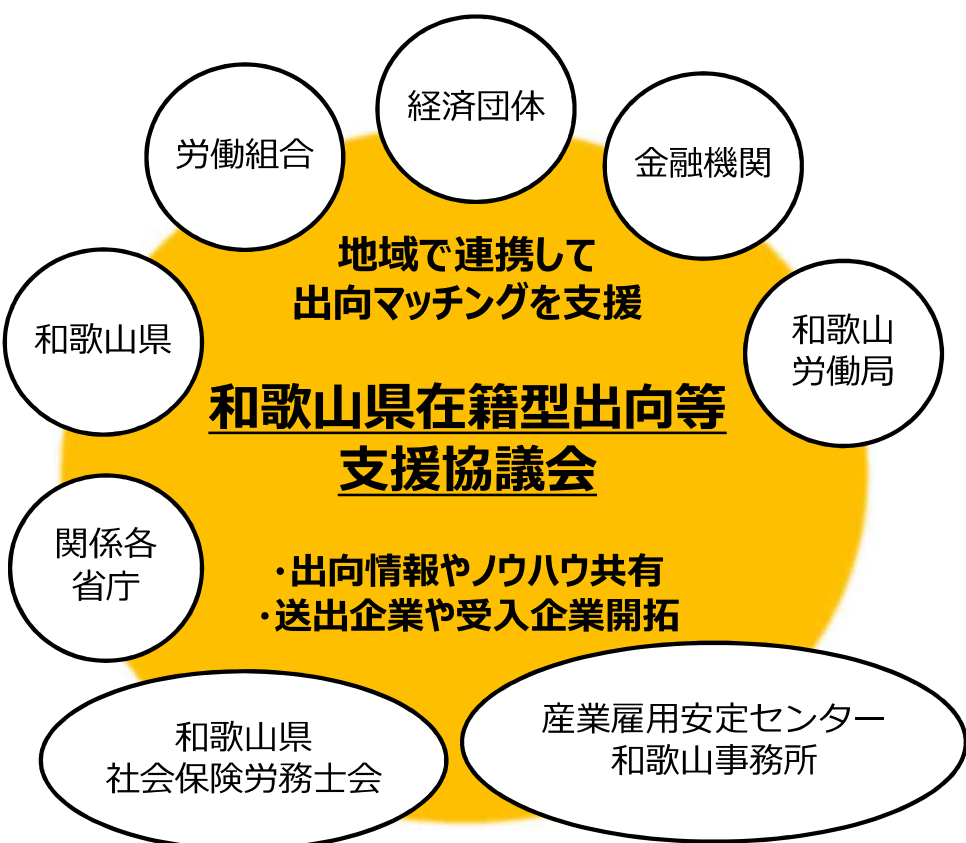 経済団体
労働組合
金融機関
地域で連携して
出向マッチングを支援
和歌山県
和歌山
労働局
和歌山県在籍型出向等
支援協議会
関係各
省庁
・出向情報やノウハウ共有
・送出企業や受入企業開拓
和歌山県
社会保険労務士会
産業雇用安定センター
和歌山事務所